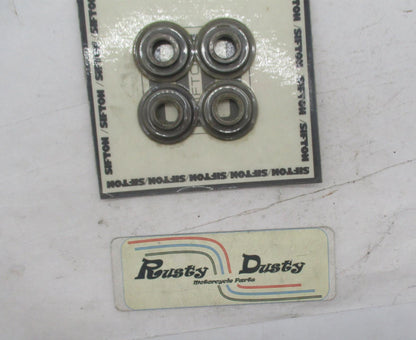 SIFTON / SIFTON / SIFTON / SIFTON
SIFTON
SIFTON / SIFTON / SIFTON / SIFTON / SIFTON
Rusty Dusty
Motorcycle Parts